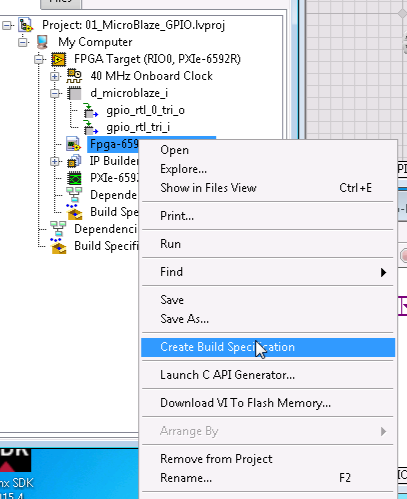 Files
Project: 01_MicroBlaze_GPIO.lvproj
My Computer
FPGA Target (RIO0, PXIe-6592R)
40 MHz Onboard Clock
d_microblaze_i
gpio_rtl_0_tri_o
gpio_rtl_tri_i
Fpga-659
IP Builder
PXIe-659
Depende
Build Spe
Dependenci
Build Specifi
Open
Explore...
Show in Files View Ctrl+E
Print...
Run
Find
Save
Save As...
Create Build Specification
Launch C API Generator...
Download VI To Flash Memory...
Arrange By
Remove from Project
Rename... F2
nx SDK
015.4